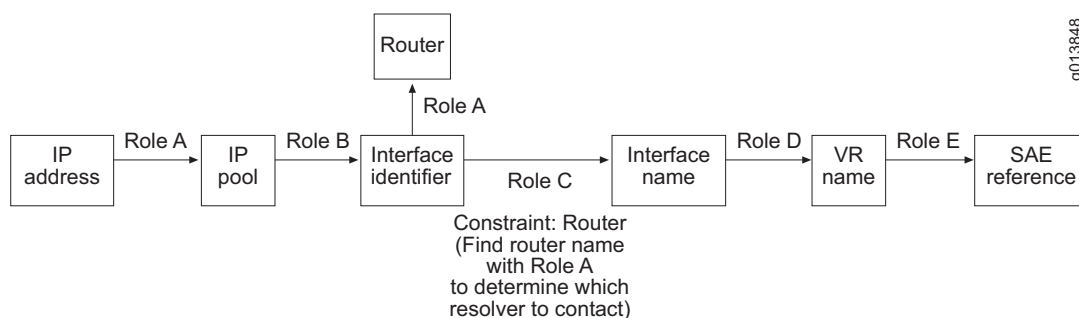 Router
g013848
Role A
Role A
Role B
Role C
Role D
Role E
IP
address
IP
pool
Interface
identifier
Interface
name
VR
name
SAE
reference
Constraint: Router
(Find router name
with Role A
to determine which
resolver to contact)